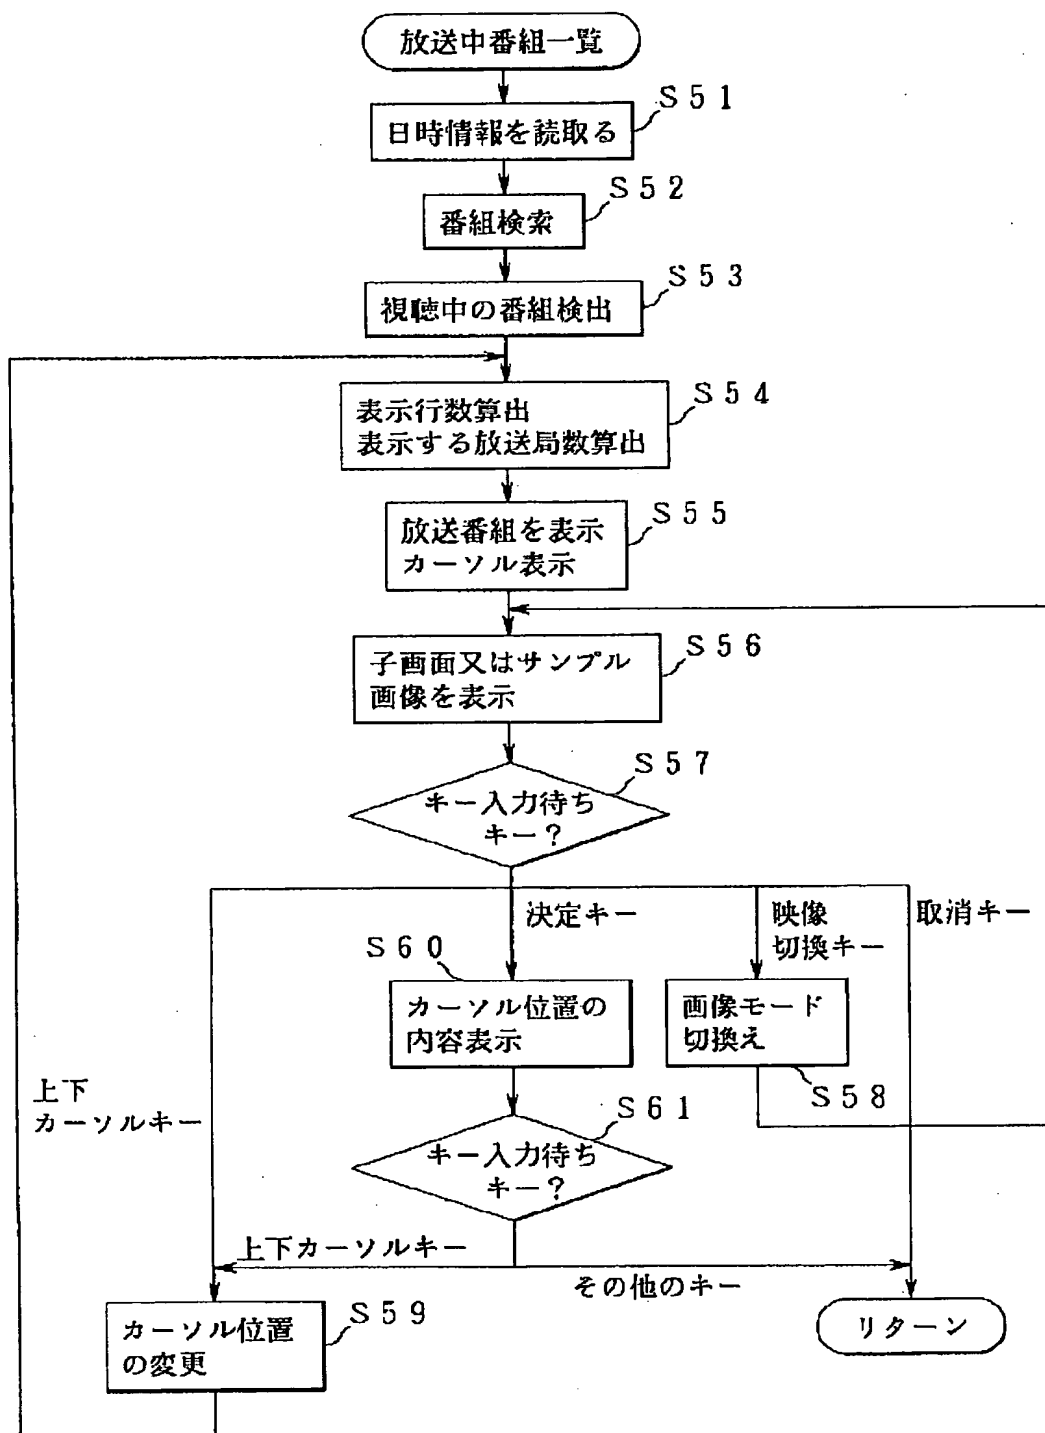 放送中番組一覧
S51
日時情報を読取る
S52
番組検索
S53
視聴中の番組検出
S54
表示行数算出
表示する放送局数算出
S55
放送番組を表示
カーソル表示
S56
子画面又はサンプル
画像を表示
S57
キー入力待ち
キー?
決定キー
映像
切換キー
取消キー
S60
カーソル位置の
内容表示
画像モード
切換え
S58
上下
カーソルキー
S61
キー入力待ち
キー?
上下カーソルキー
その他のキー
S59
カーソル位置
の変更
リターン